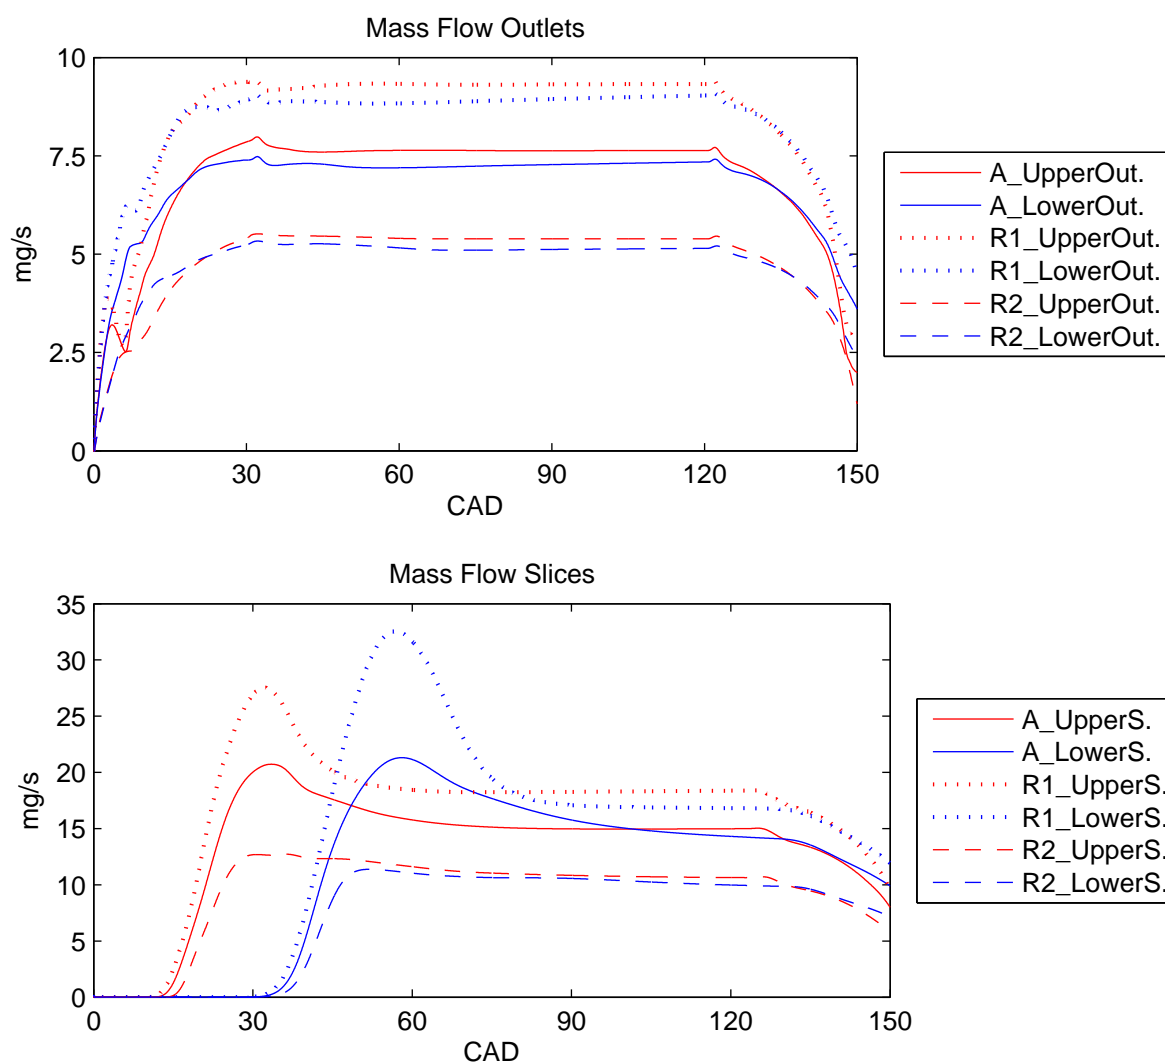 Mass Flow Outlets
10
7.5
5
2.5
0
mg/s
0 30 60 90 120 150
CAD
A_UpperOut.
A_LowerOut.
R1_UpperOut.
R1_LowerOut.
R2_UpperOut.
R2_LowerOut.
Mass Flow Slices
35
30
25
20
15
10
5
0
mg/s
0 30 60 90 120 150
CAD
A_UpperS.
A_LowerS.
R1_UpperS.
R1_LowerS.
R2_UpperS.
R2_LowerS.